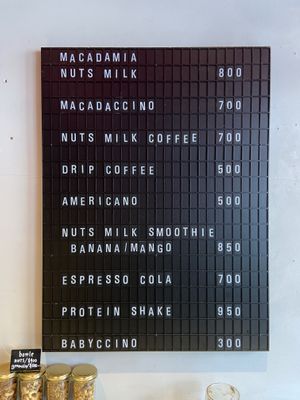 MACADAMIA
NUTS MILK 800
MACADACCINO 700
NUTS MILK COFFEE 700
DRIP COFFEE 500
AMERICANO 500
NUTS MILK SMOOTHIE
BANANA/MANGO 850
ESPRESSO COLA 700
PROTEIN SHAKE 950
BABYCCINO 300